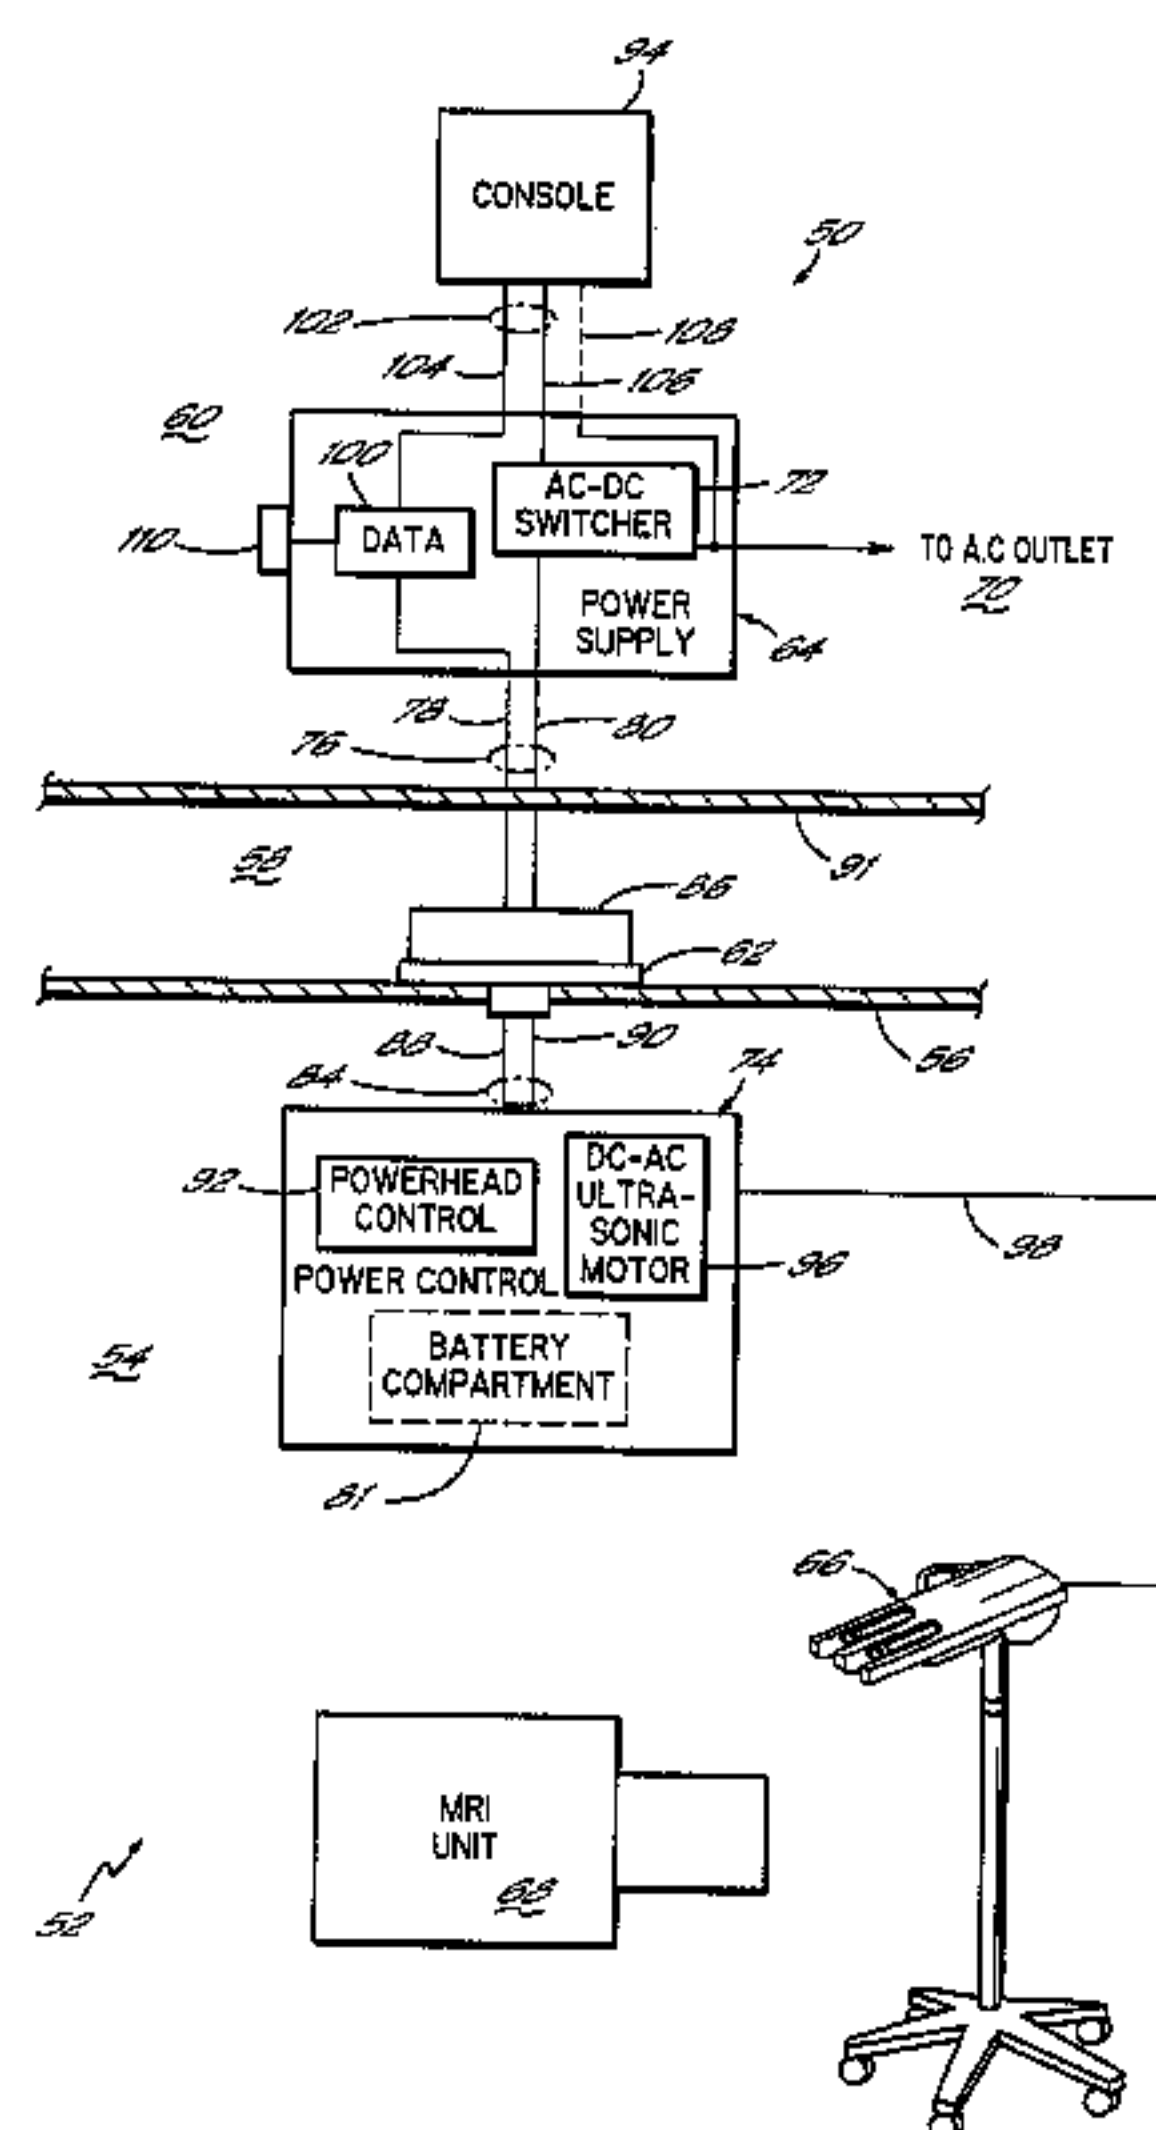 94
CONSOLE
50
102
108
104
106
60
100
AC-DC
SWITCHER
72
110
DATA
TO A.C OUTLET
70
POWER
SUPPLY
64
78
80
76
58
91
86
62
88
90
56
84
74
92
POWERHEAD
CONTROL
DC-AC
ULTRA-
SONIC
MOTOR
96
98
POWER CONTROL
54
BATTERY
COMPARTMENT
81
66
MRI
UNIT
68
52